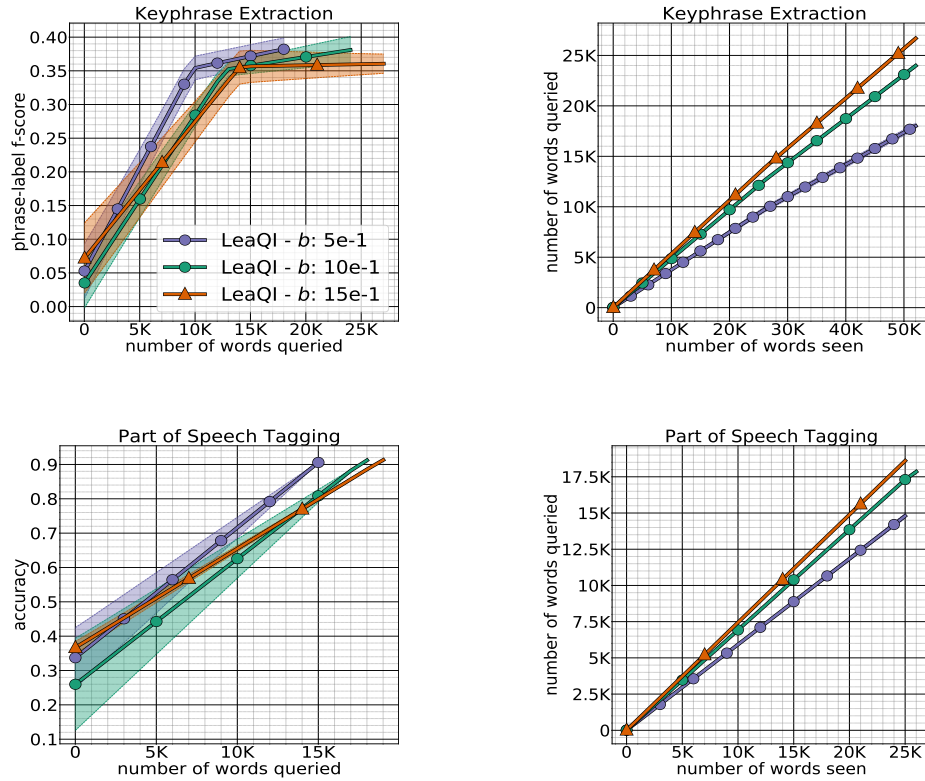 Keyphrase Extraction
phrase-label f-score
0.40
0.35
0.30
0.25
0.20
0.15
0.10
0.05
0.00
LeaQI - b: 5e-1
LeaQI - b: 10e-1
LeaQI - b: 15e-1
0 5K 10K 15K 20K 25K
number of words queried
Keyphrase Extraction
number of words queried
25K
20K
15K
10K
5K
0
0 10K 20K 30K 40K 50K
number of words seen
Part of Speech Tagging
accuracy
0.9
0.8
0.7
0.6
0.5
0.4
0.3
0.2
0.1
0 5K 10K 15K
number of words queried
Part of Speech Tagging
number of words queried
17.5K
15K
12.5K
10K
7.5K
5K
2.5K
0
0 5K 10K 15K 20K 25K
number of words seen